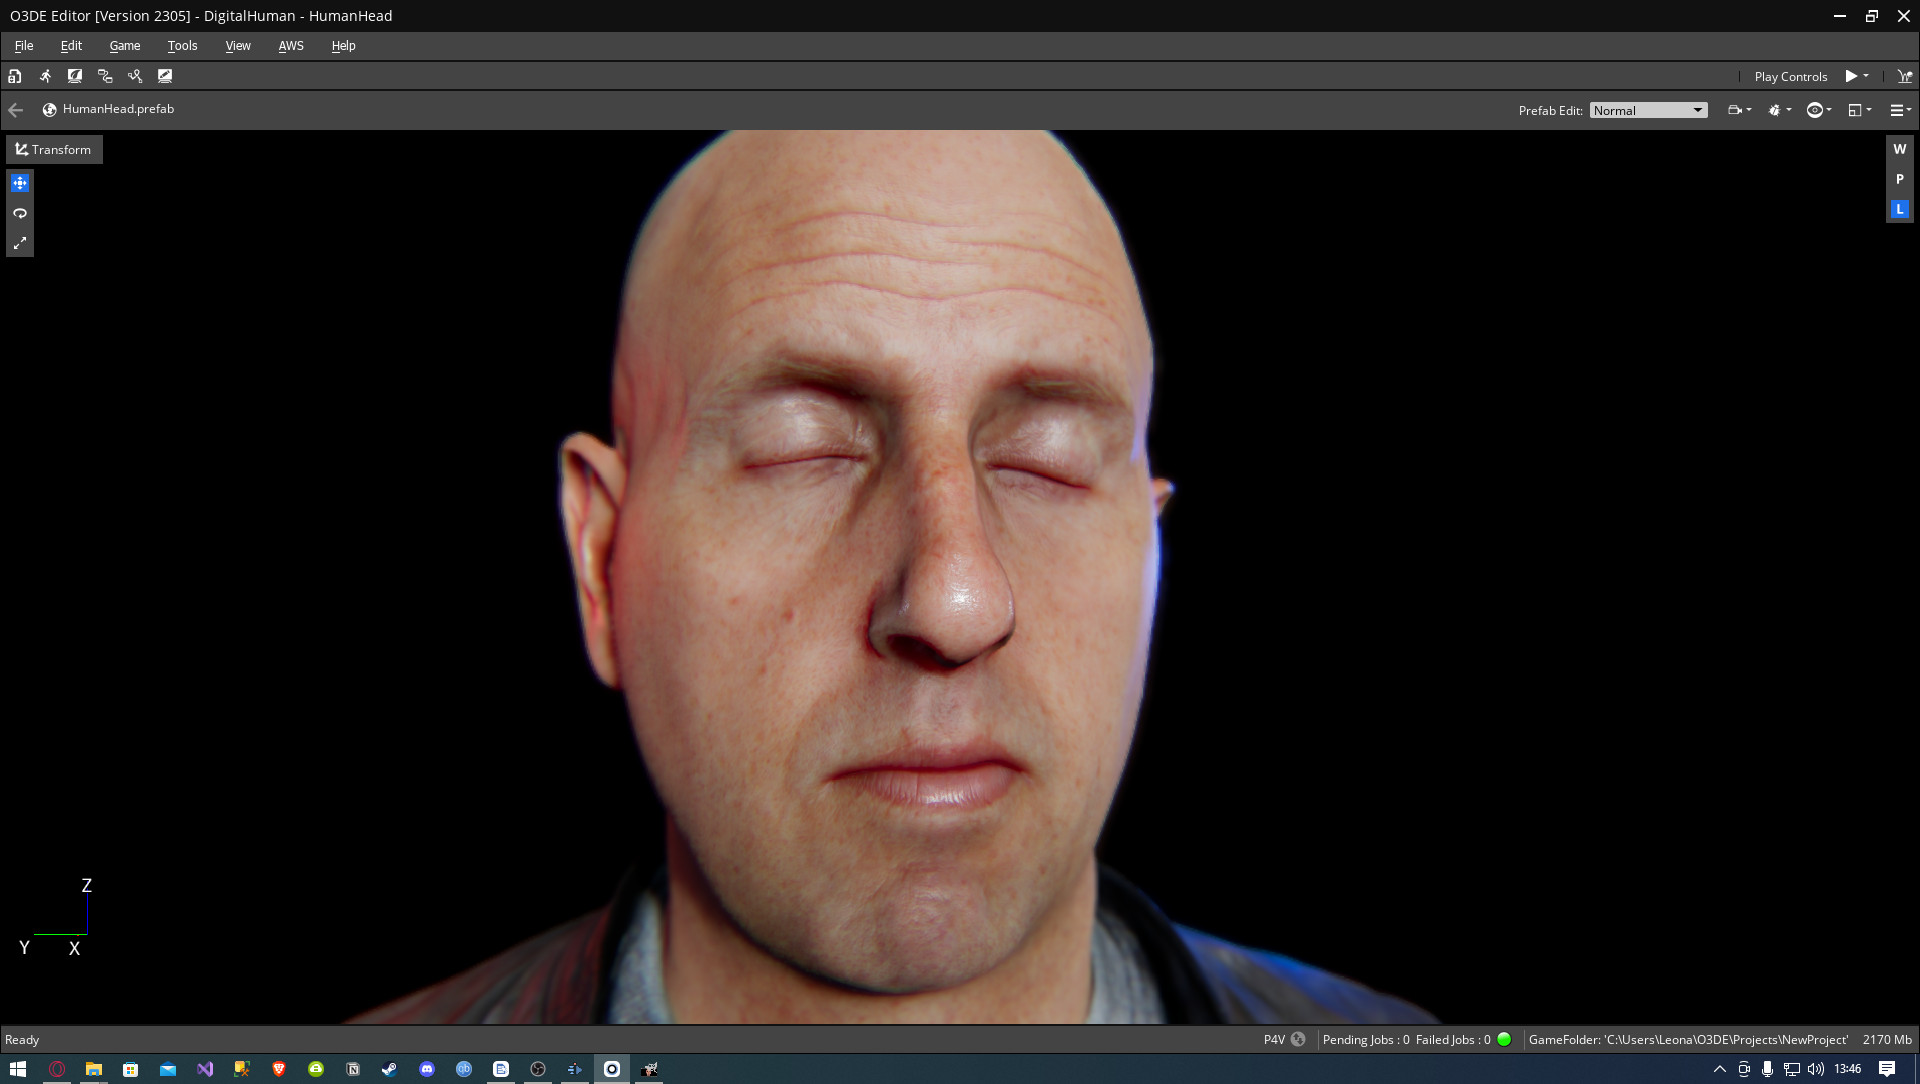 O3DE Editor [Version 2305] - DigitalHuman - HumanHead
File Edit Game Tools View AWS Help
Play Controls
HumanHead.prefab
Prefab Edit: Normal
Transform
W
P
L
Z
Y X
Ready
P4V Pending Jobs : 0 Failed Jobs : 0 GameFolder: 'C:\Users\Leona\O3DE\Projects\NewProject' 2170 Mb
13:46